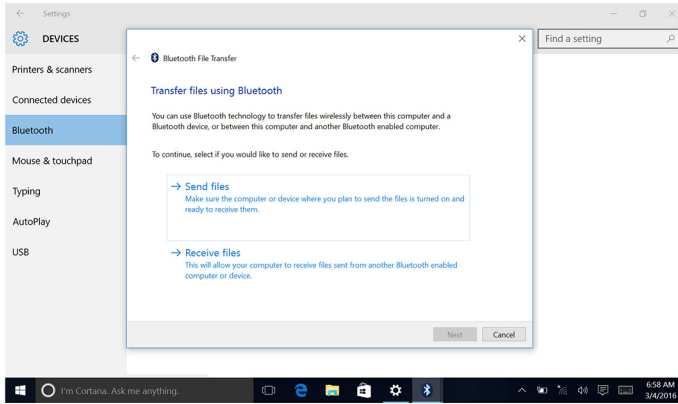 Settings
DEVICES
Find a setting
Printers & scanners
Connected devices
Bluetooth
Mouse & touchpad
Typing
AutoPlay
USB
Bluetooth File Transfer
Transfer files using Bluetooth
You can use Bluetooth technology to transfer files wirelessly between this computer and a
Bluetooth device, or between this computer and another Bluetooth enabled computer.
To continue, select if you would like to send or receive files.
Send files
Make sure the computer or device where you plan to send the files is turned on and
ready to receive them.
Receive files
This will allow your computer to receive files sent from another Bluetooth enabled
computer or device.
Next
Cancel
I'm Cortana. Ask me anything.
6:58 AM
3/4/2016